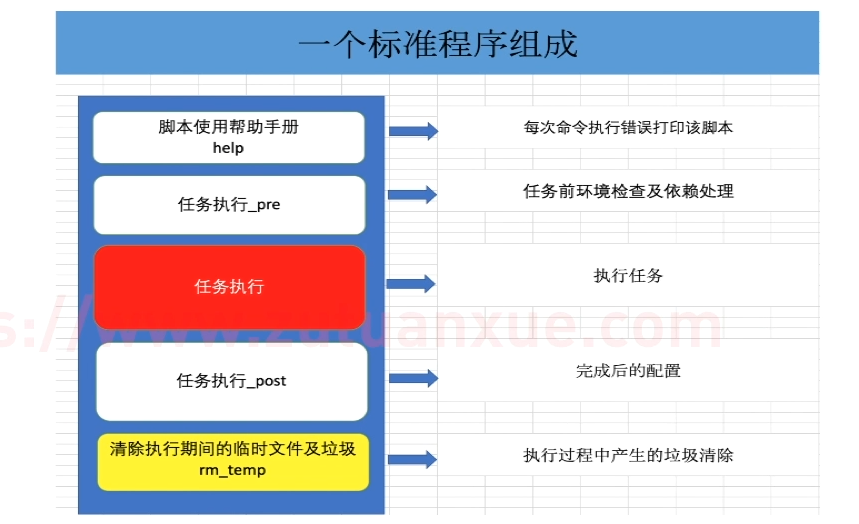 一个标准程序组成
脚本使用帮助手册
help
每次命令执行错误打印该脚本
任务执行_pre
任务前环境检查及依赖处理
任务执行
执行任务
s://www.zutuanxue.com
任务执行_post
完成后的配置
清除执行期间的临时文件及垃圾
rm_temp
执行过程中产生的垃圾清除